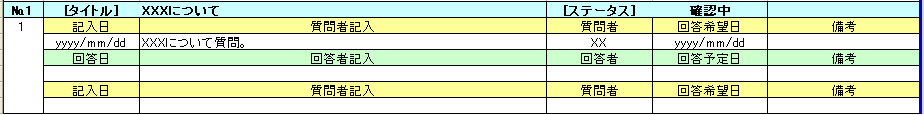 №1 [タイトル] XXXについて [ステータス] 確認中
1 記入日 質問者記入 質問者 回答希望日 備考
yyyy/mm/dd XXXについて質問。 XX yyyy/mm/dd
回答日 回答者記入 回答者 回答予定日 備考
記入日 質問者記入 質問者 回答希望日 備考